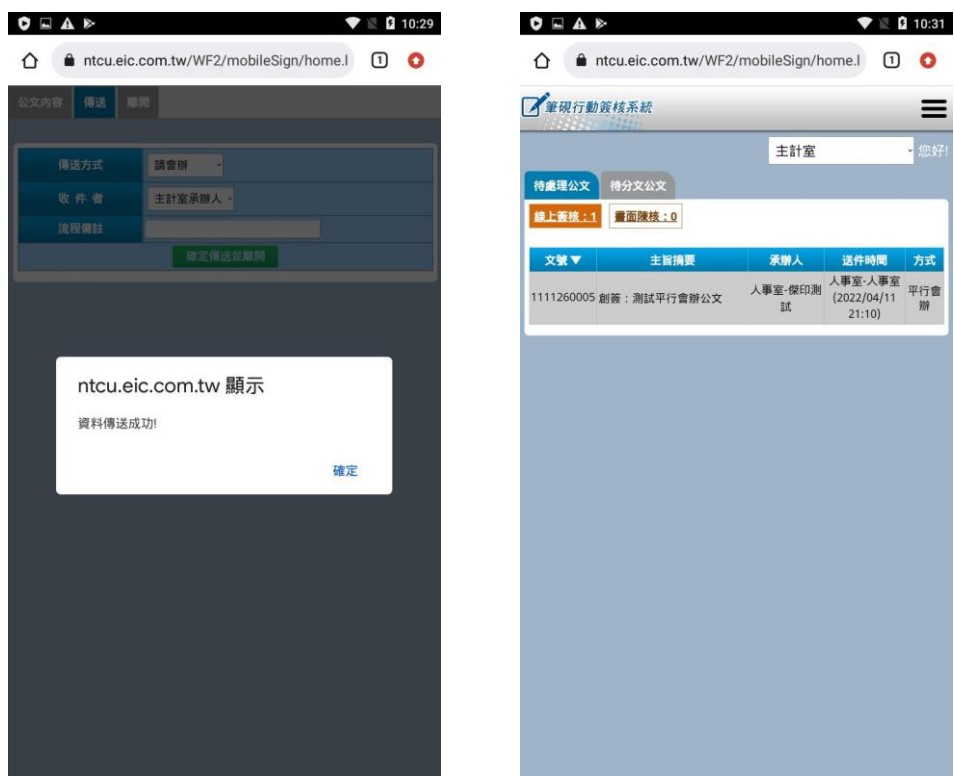 10:29
ntcu.eic.com.tw/WF2/mobileSign/home.l
1
公文內容 傳送 離開
傳送方式 請會辦
收 件 者 主計室承辦人
流程備註
確定傳送並離開
ntcu.eic.com.tw 顯示
資料傳送成功!
確定
10:31
ntcu.eic.com.tw/WF2/mobileSign/home.l
1
筆硯行動簽核系統
主計室 您好!
待處理公文 待分文公文
線上簽核：1 畫面陳核：0
文號▼ 主旨摘要 承辦人 送件時間 方式
1111260005 創簽：測試平行會辦公文 人事室-傑印測 人事室-人事室 平行會
試 (2022/04/11 辦
21:10)